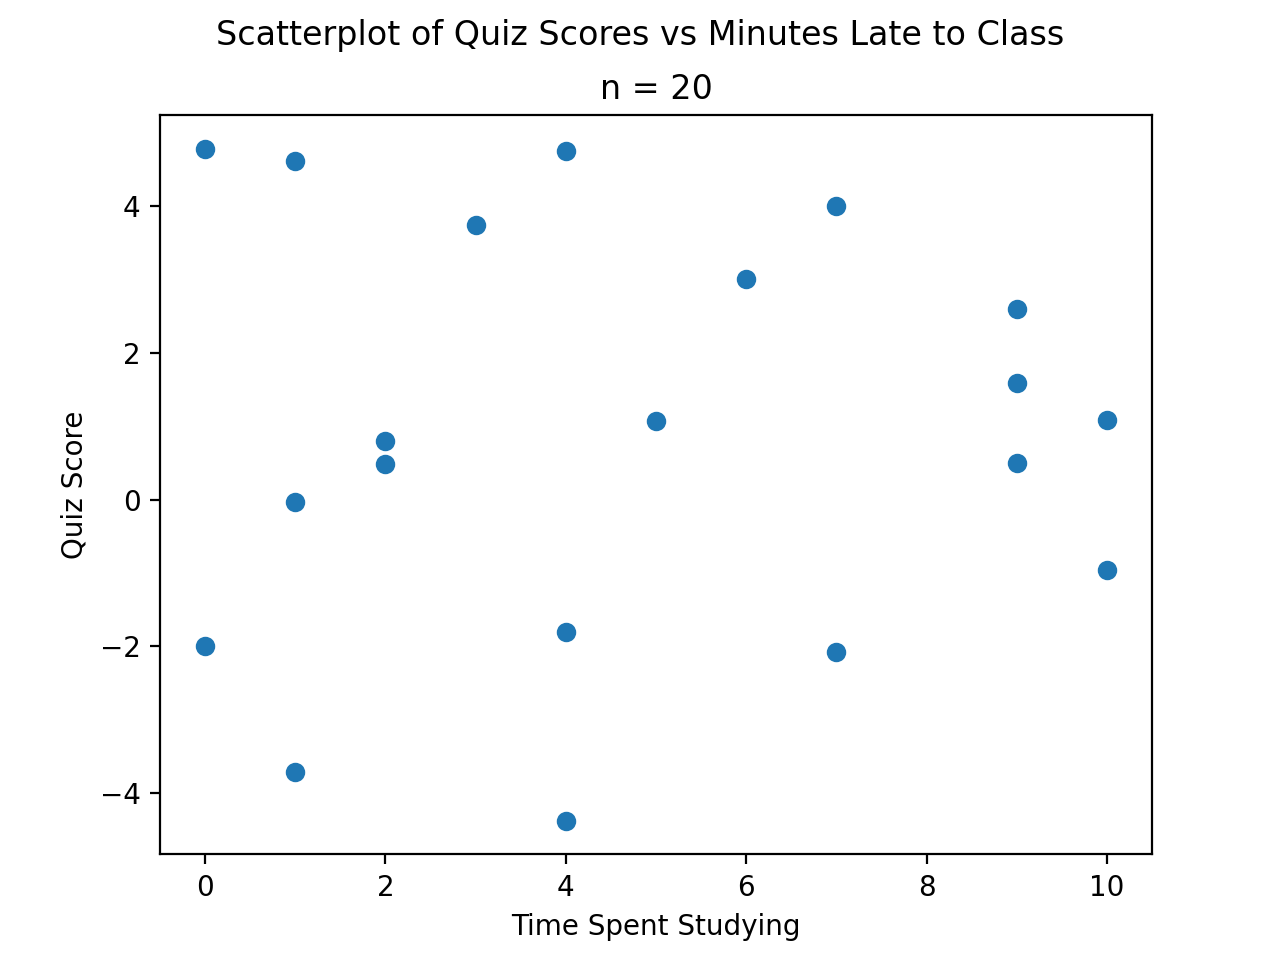 Scatterplot of Quiz Scores vs Minutes Late to Class
n = 20
4
2
0
−2
−4
Quiz Score
0 2 4 6 8 10
Time Spent Studying